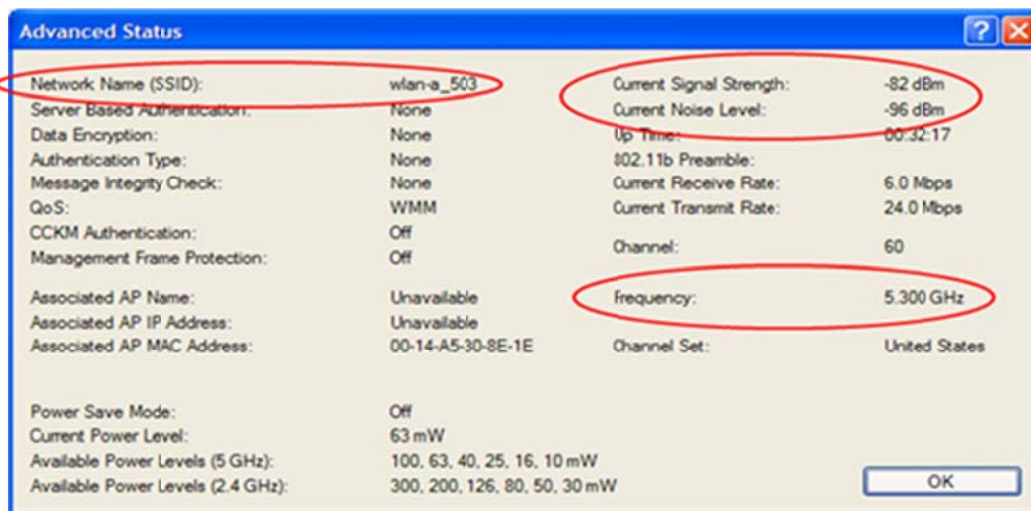 Advanced Status
Network Name (SSID): wlan-a_503
Server Based Authentication: None
Data Encryption: None
Authentication Type: None
Message Integrity Check: None
QoS: WMM
CCKM Authentication: Off
Management Frame Protection: Off
Associated AP Name: Unavailable
Associated AP IP Address: Unavailable
Associated AP MAC Address: 00-14-A5-30-8E-1E
Power Save Mode: Off
Current Power Level: 63 mW
Available Power Levels (5 GHz): 100, 63, 40, 25, 16, 10 mW
Available Power Levels (2.4 GHz): 300, 200, 126, 80, 50, 30 mW
Current Signal Strength: -82 dBm
Current Noise Level: -96 dBm
Up Time: 00:32:17
802.11b Preamble:
Current Receive Rate: 6.0 Mbps
Current Transmit Rate: 24.0 Mbps
Channel: 60
Frequency: 5.300 GHz
Channel Set: United States
OK